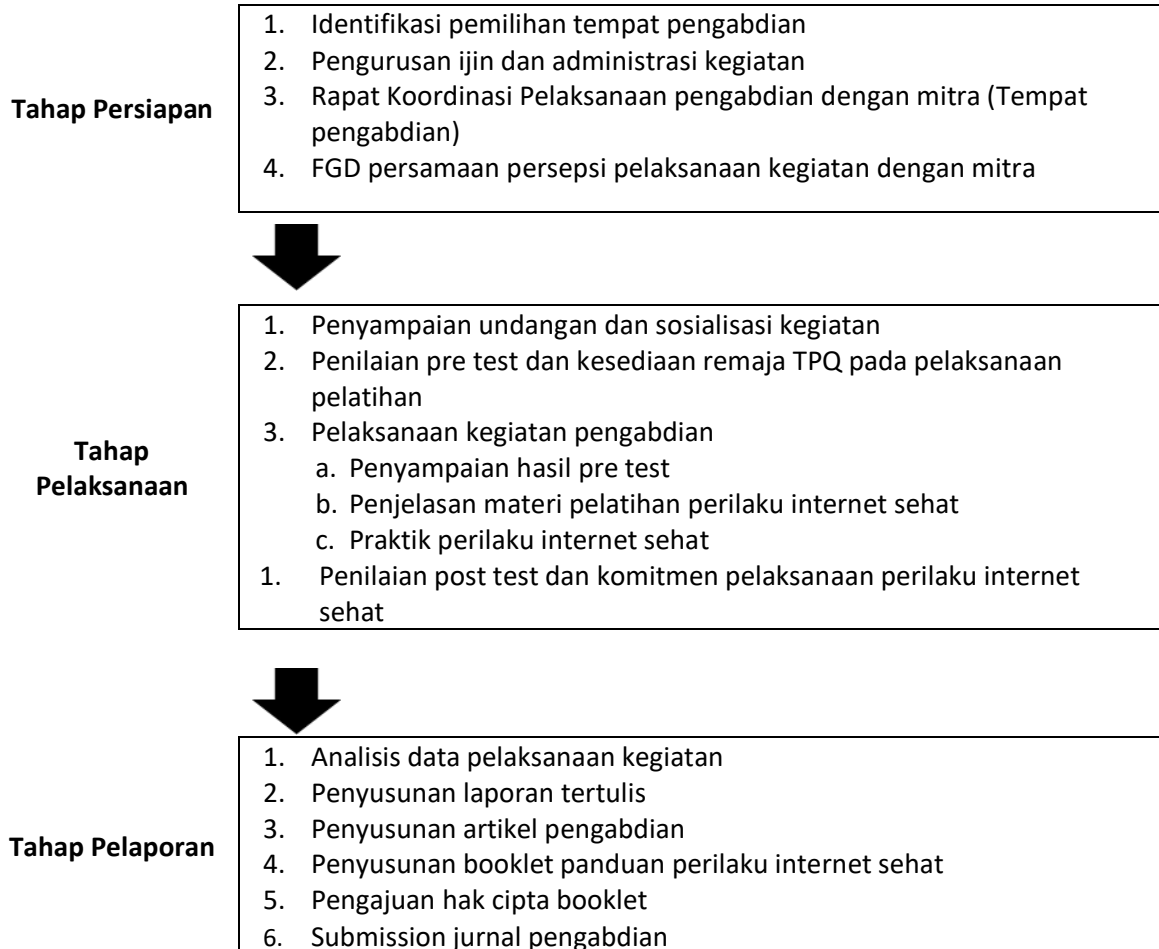 Tahap Persiapan
1. Identifikasi pemilihan tempat pengabdian
2. Pengurusan ijin dan administrasi kegiatan
3. Rapat Koordinasi Pelaksanaan pengabdian dengan mitra (Tempat
pengabdian)
4. FGD persamaan persepsi pelaksanaan kegiatan dengan mitra
Tahap
Pelaksanaan
1. Penyampaian undangan dan sosialisasi kegiatan
2. Penilaian pre test dan kesediaan remaja TPQ pada pelaksanaan
pelatihan
3. Pelaksanaan kegiatan pengabdian
a. Penyampaian hasil pre test
b. Penjelasan materi pelatihan perilaku internet sehat
c. Praktik perilaku internet sehat
1. Penilaian post test dan komitmen pelaksanaan perilaku internet
sehat
Tahap Pelaporan
1. Analisis data pelaksanaan kegiatan
2. Penyusunan laporan tertulis
3. Penyusunan artikel pengabdian
4. Penyusunan booklet panduan perilaku internet sehat
5. Pengajuan hak cipta booklet
6. Submission jurnal pengabdian